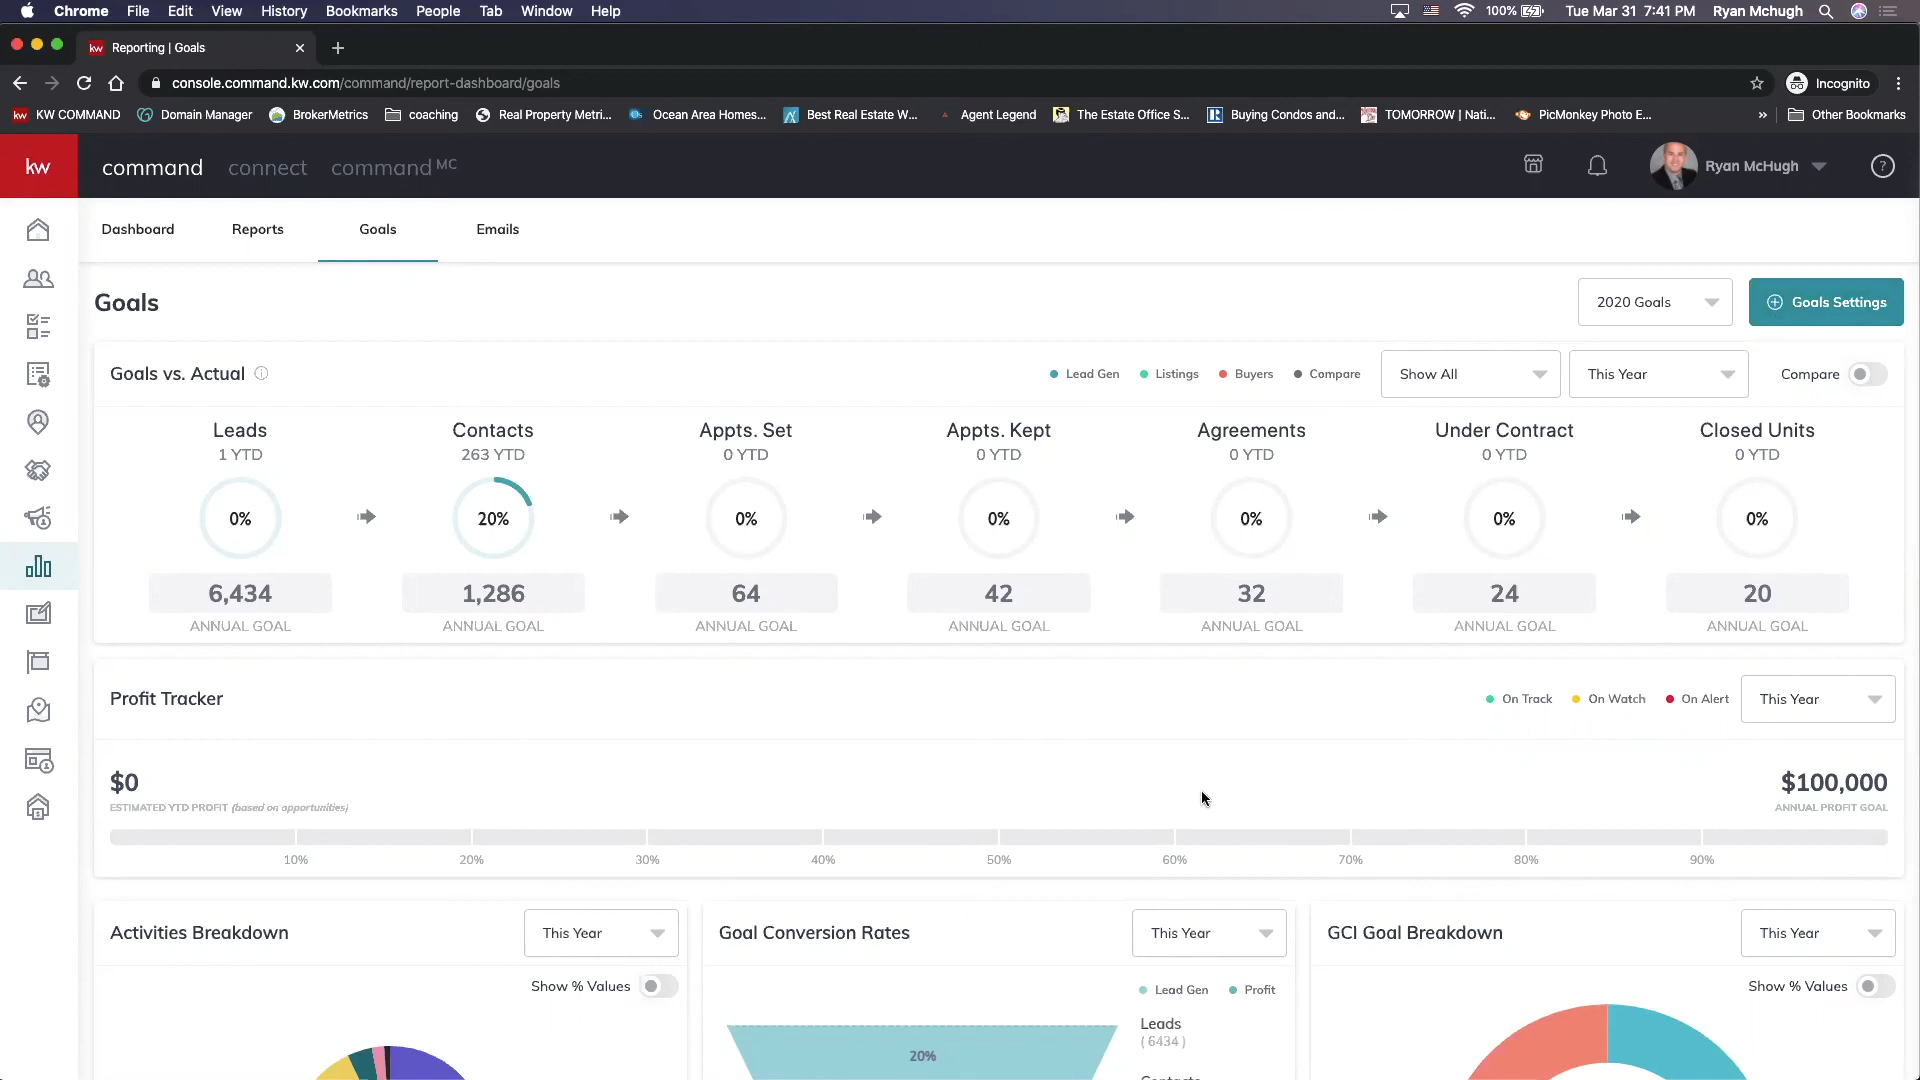 Chrome File Edit View History Bookmarks People Tab Window Help 100% Tue Mar 31 7:41 PM Ryan Mchugh
kw Reporting | Goals
console.command.kw.com/command/report-dashboard/goals Incognito
kw KW COMMAND Domain Manager BrokerMetrics coaching Real Property Metri... Ocean Area Homes... Best Real Estate W... Agent Legend The Estate Office S... Buying Condos and... TOMORROW | Nati... PicMonkey Photo E... » Other Bookmarks
kw command connect command MC Ryan McHugh ?
Dashboard Reports Goals Emails
Goals 2020 Goals Goals Settings
Goals vs. Actual Lead Gen Listings Buyers Compare Show All This Year Compare
Leads Contacts Appts. Set Appts. Kept Agreements Under Contract Closed Units
1 YTD 263 YTD 0 YTD 0 YTD 0 YTD 0 YTD 0 YTD
0% 20% 0% 0% 0% 0% 0%
6,434 1,286 64 42 32 24 20
ANNUAL GOAL ANNUAL GOAL ANNUAL GOAL ANNUAL GOAL ANNUAL GOAL ANNUAL GOAL ANNUAL GOAL
Profit Tracker On Track On Watch On Alert This Year
$0 $100,000
ESTIMATED YTD PROFIT (based on opportunities) ANNUAL PROFIT GOAL
10% 20% 30% 40% 50% 60% 70% 80% 90%
Activities Breakdown This Year Goal Conversion Rates This Year GCI Goal Breakdown This Year
Show % Values Lead Gen Profit Show % Values
Leads
( 6434 )
20%
Contacts